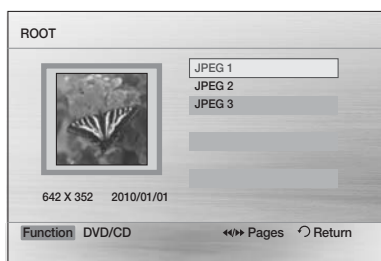 ROOT
JPEG 1
JPEG 2
JPEG 3
642 X 352 2010/01/01
Function DVD/CD ◂◂/▸▸ Pages Return